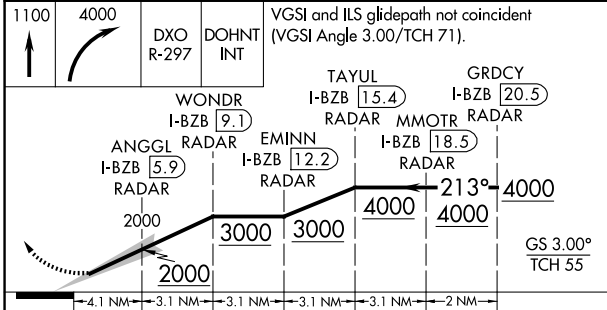 1100
4000
DXO
R-297
DOHNT
INT
VGSI and ILS glidepath not coincident
(VGSI Angle 3.00/TCH 71).
GRDCY
I-BZB 20.5
RADAR
TAYUL
I-BZB 15.4
RADAR
MMOTR
I-BZB 18.5
RADAR
WONDR
I-BZB 9.1
RADAR
EMINN
I-BZB 12.2
RADAR
ANGGL
I-BZB 5.9
RADAR
2000
2000
3000
3000
4000
213°
4000
4000
GS 3.00°
TCH 55
4.1 NM
3.1 NM
3.1 NM
3.1 NM
3.1 NM
2 NM